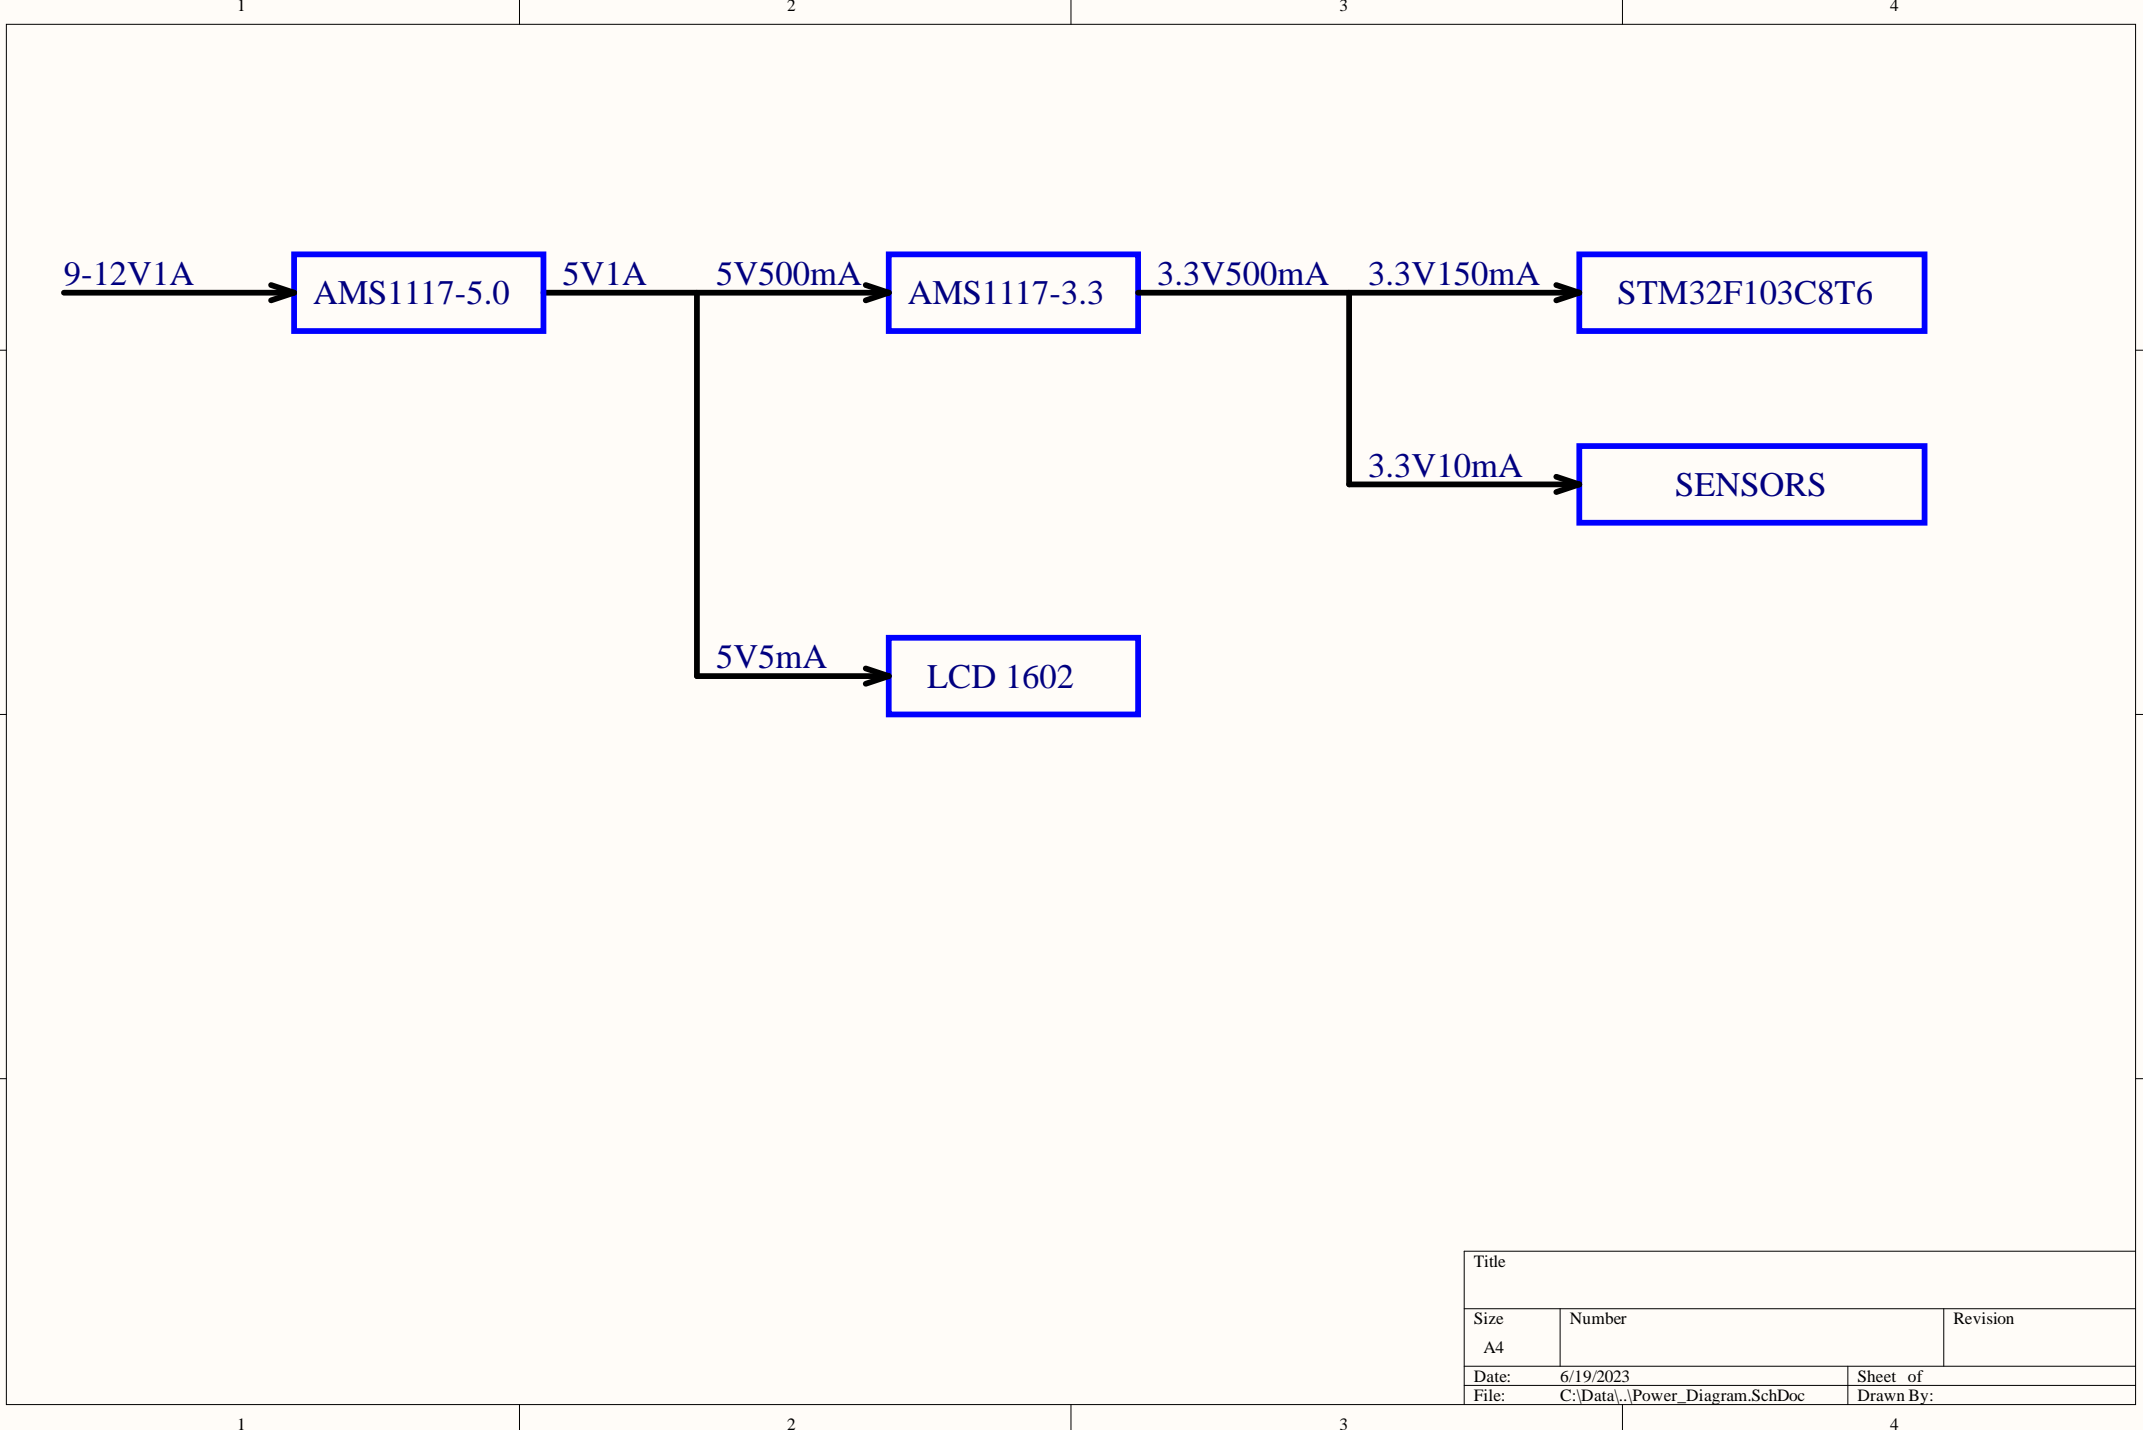 1 2 3 4
9-12V1A AMS1117-5.0 5V1A 5V500mA AMS1117-3.3 3.3V500mA 3.3V150mA STM32F103C8T6
3.3V10mA SENSORS
5V5mA LCD 1602
Title
Size Number Revision
A4
Date: 6/19/2023 Sheet of
File: C:\Data\..\Power_Diagram.SchDoc Drawn By:
1 2 3 4